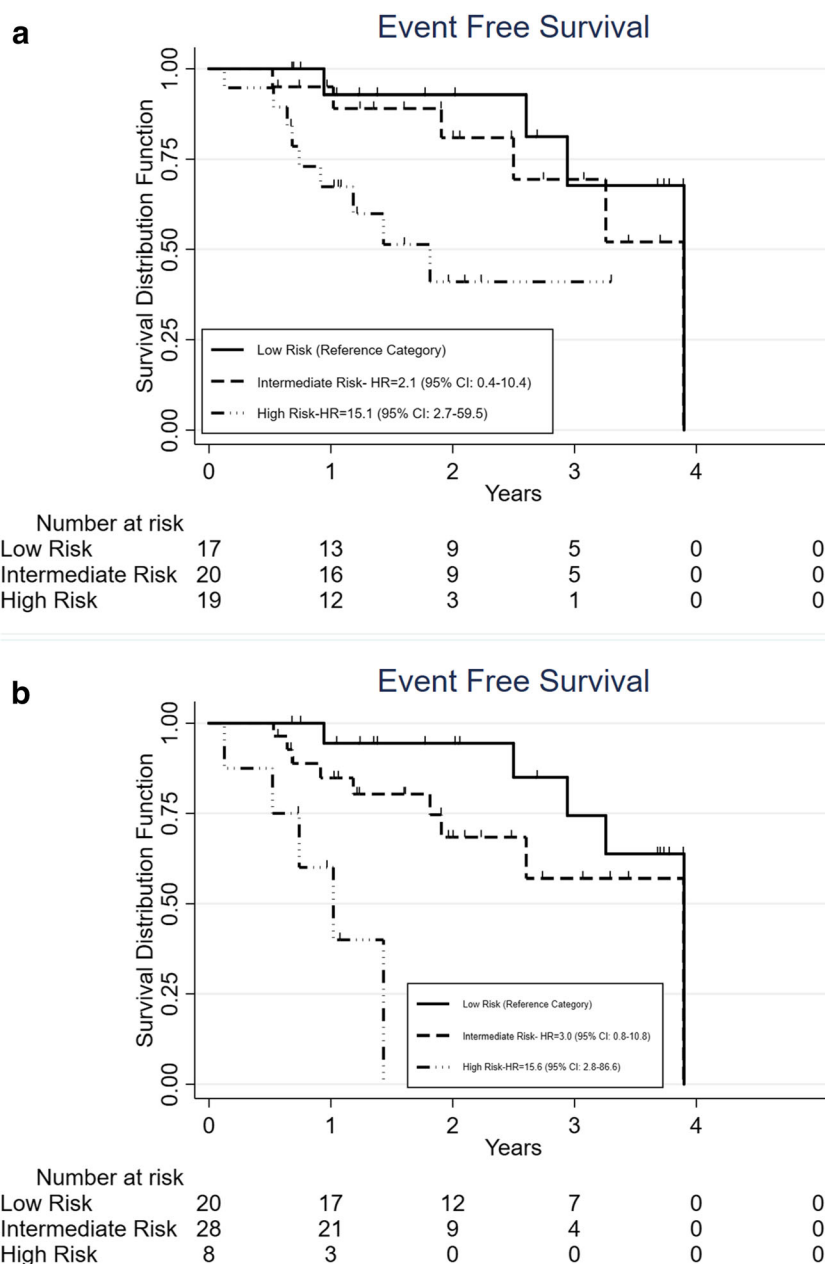 a
Event Free Survival
Survival Distribution Function
1.00
0.75
0.50
0.25
0.00
Low Risk (Reference Category)
Intermediate Risk- HR=2.1 (95% CI: 0.4-10.4)
High Risk-HR=15.1 (95% CI: 2.7-59.5)
0 1 2 3 4
Years
Number at risk
Low Risk 17 13 9 5 0 0
Intermediate Risk 20 16 9 5 0 0
High Risk 19 12 3 1 0 0
b
Event Free Survival
Survival Distribution Function
1.00
0.75
0.50
0.25
0.00
Low Risk (Reference Category)
Intermediate Risk- HR=3.0 (95% CI: 0.8-10.8)
High Risk-HR=15.6 (95% CI: 2.8-86.6)
0 1 2 3 4
Years
Number at risk
Low Risk 20 17 12 7 0 0
Intermediate Risk 28 21 9 4 0 0
High Risk 8 3 0 0 0 0